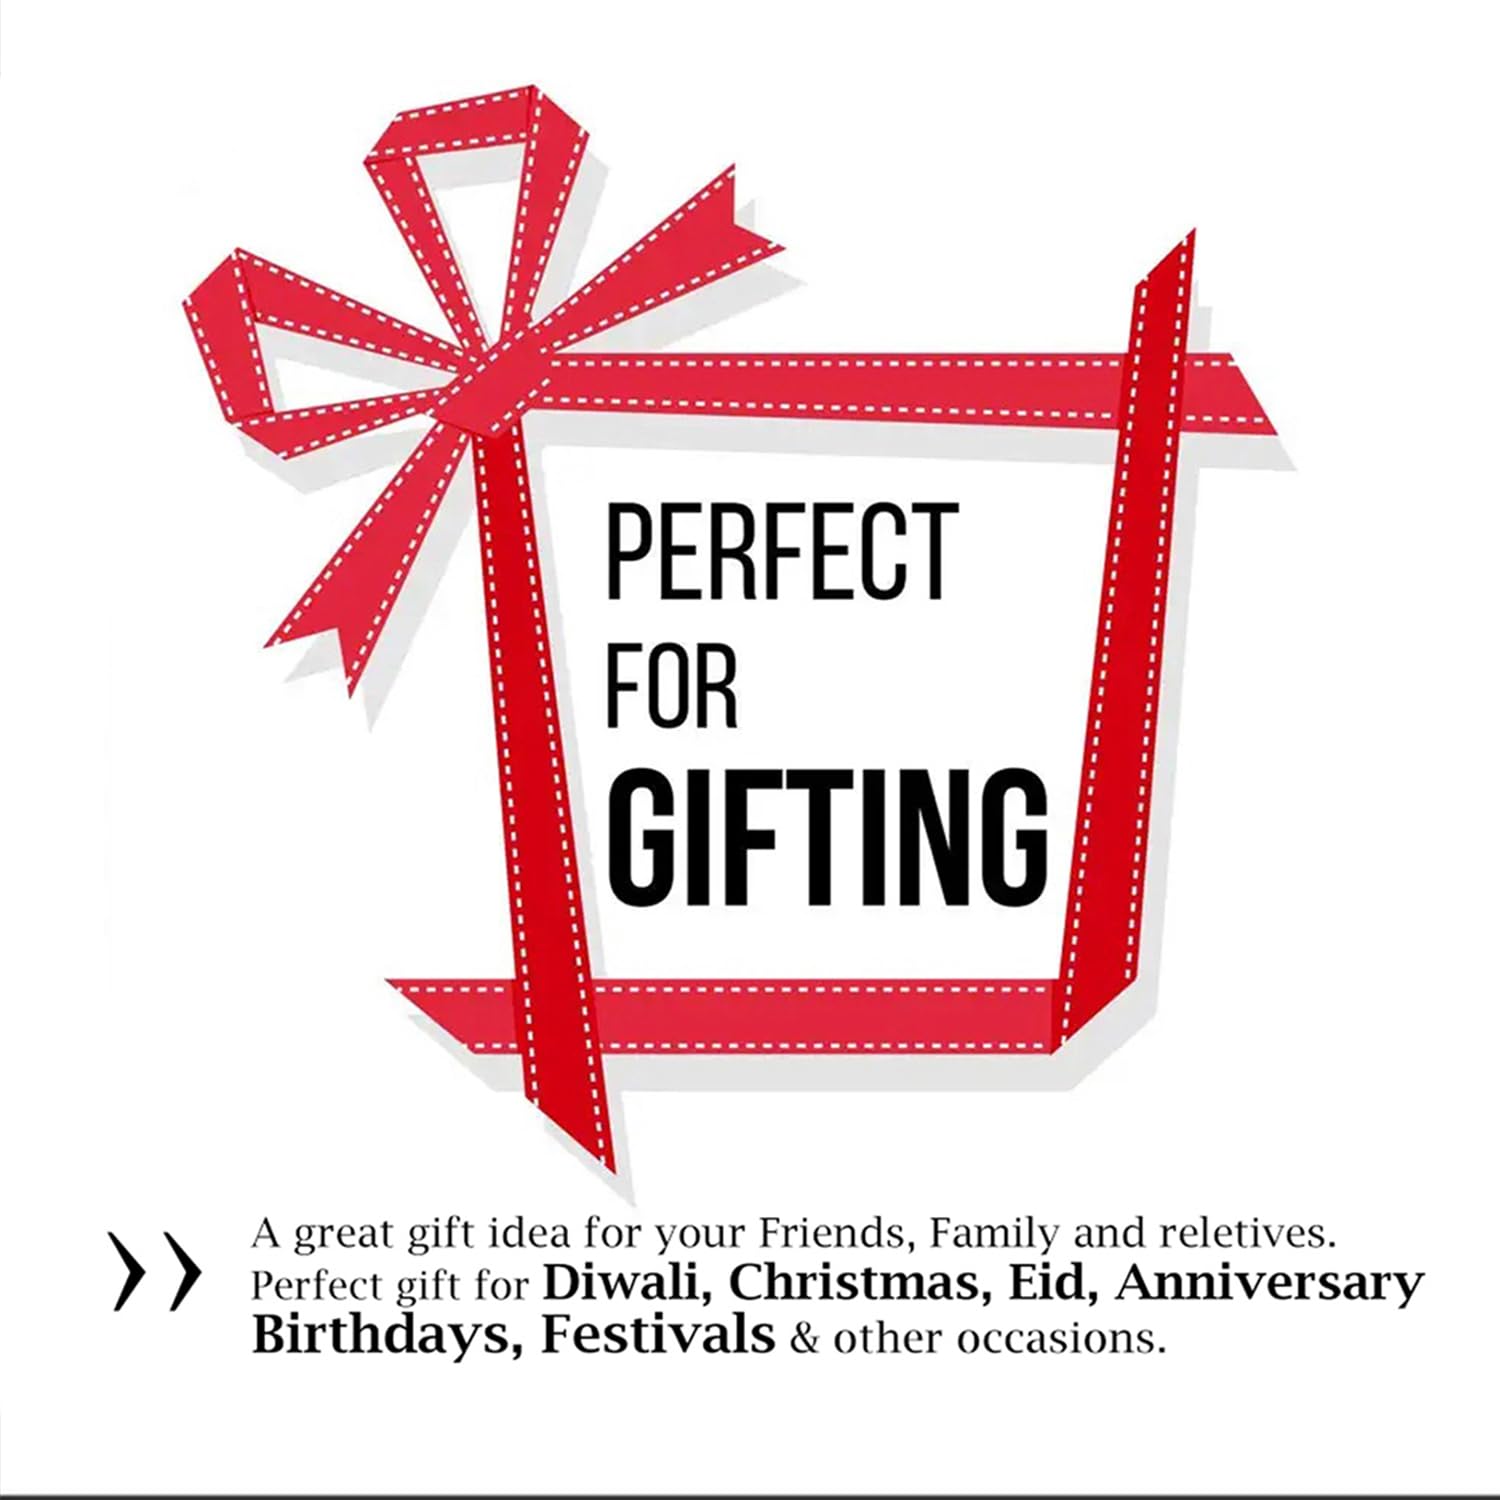 PERFECT
FOR
GIFTING
A great gift idea for your Friends, Family and reletives.
Perfect gift for Diwali, Christmas, Eid, Anniversary
Birthdays, Festivals & other occasions.